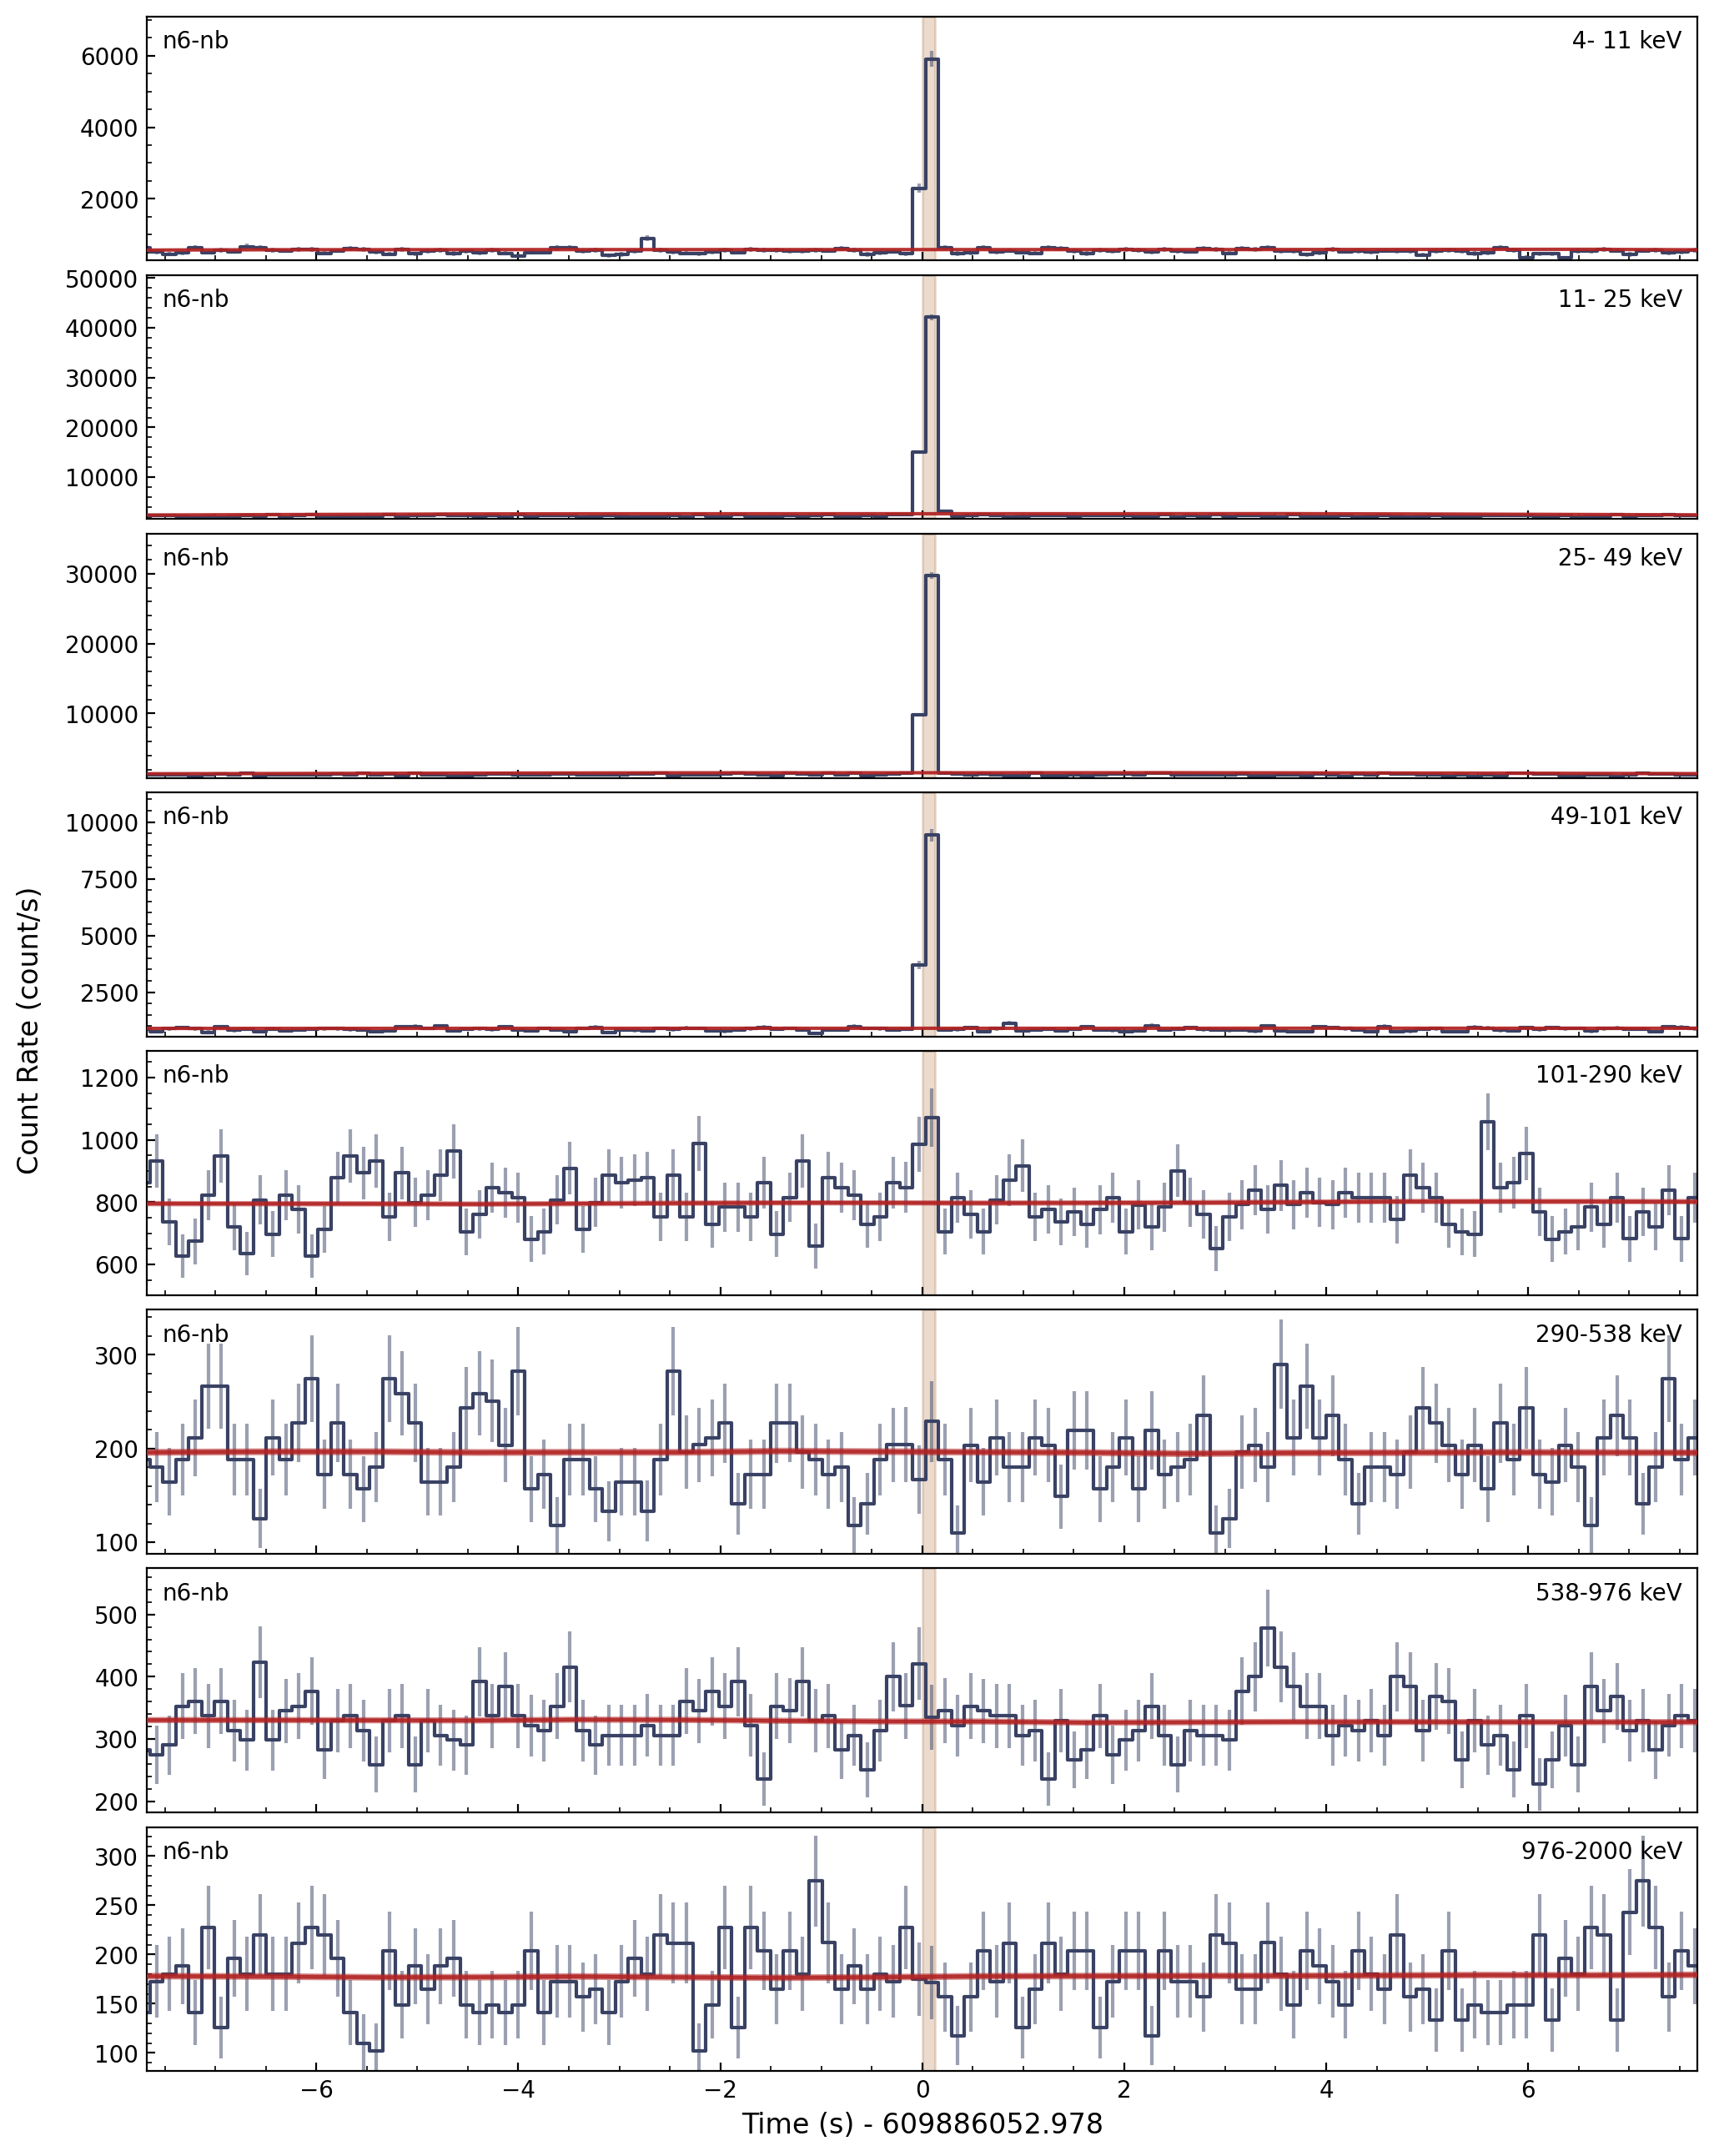 n6-nb 4- 11 keV
6000
4000
2000
n6-nb 11- 25 keV
50000
40000
30000
20000
10000
n6-nb 25- 49 keV
30000
20000
10000
n6-nb 49-101 keV
10000
7500
5000
2500
n6-nb 101-290 keV
1200
1000
800
600
n6-nb 290-538 keV
300
200
100
n6-nb 538-976 keV
500
400
300
200
n6-nb 976-2000 keV
300
250
200
150
100
−6 −4 −2 0 2 4 6
Time (s) - 609886052.978
Count Rate (count/s)